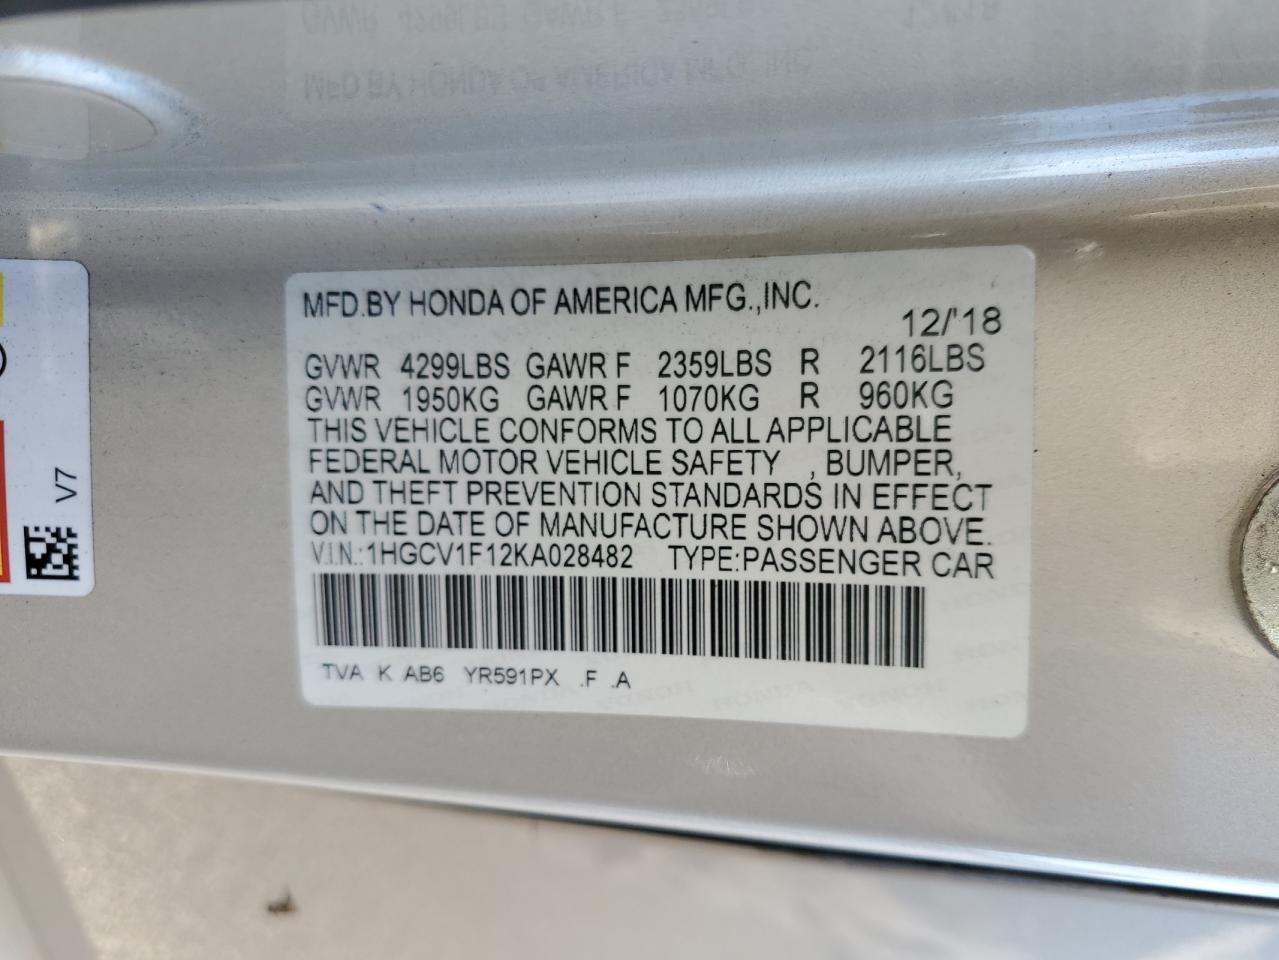 MFD.BY HONDA OF AMERICA MFG.,INC.
12/'18
GVWR 4299LBS GAWR F 2359LBS R 2116LBS
GVWR 1950KG GAWR F 1070KG R 960KG
THIS VEHICLE CONFORMS TO ALL APPLICABLE
FEDERAL MOTOR VEHICLE SAFETY , BUMPER,
AND THEFT PREVENTION STANDARDS IN EFFECT
ON THE DATE OF MANUFACTURE SHOWN ABOVE.
V.I.N.:1HGCV1F12KA028482 TYPE:PASSENGER CAR
TVA K AB6 YR591PX .F .A
V7